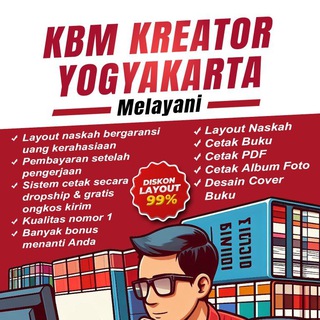 KBM KREATOR
YOGYAKARTA
Melayani
✓ Layout naskah bergaransi
uang kerahasiaan
✓ Pembayaran setelah
pengerjaan
✓ Sistem cetak secara
dropship & gratis
ongkos kirim
✓ Kualitas nomor 1
✓ Banyak bonus
menanti Anda
DISKON
LAYOUT
99%
✓ Layout Naskah
✓ Cetak Buku
✓ Cetak PDF
✓ Cetak Album Foto
✓ Desain Cover
Buku